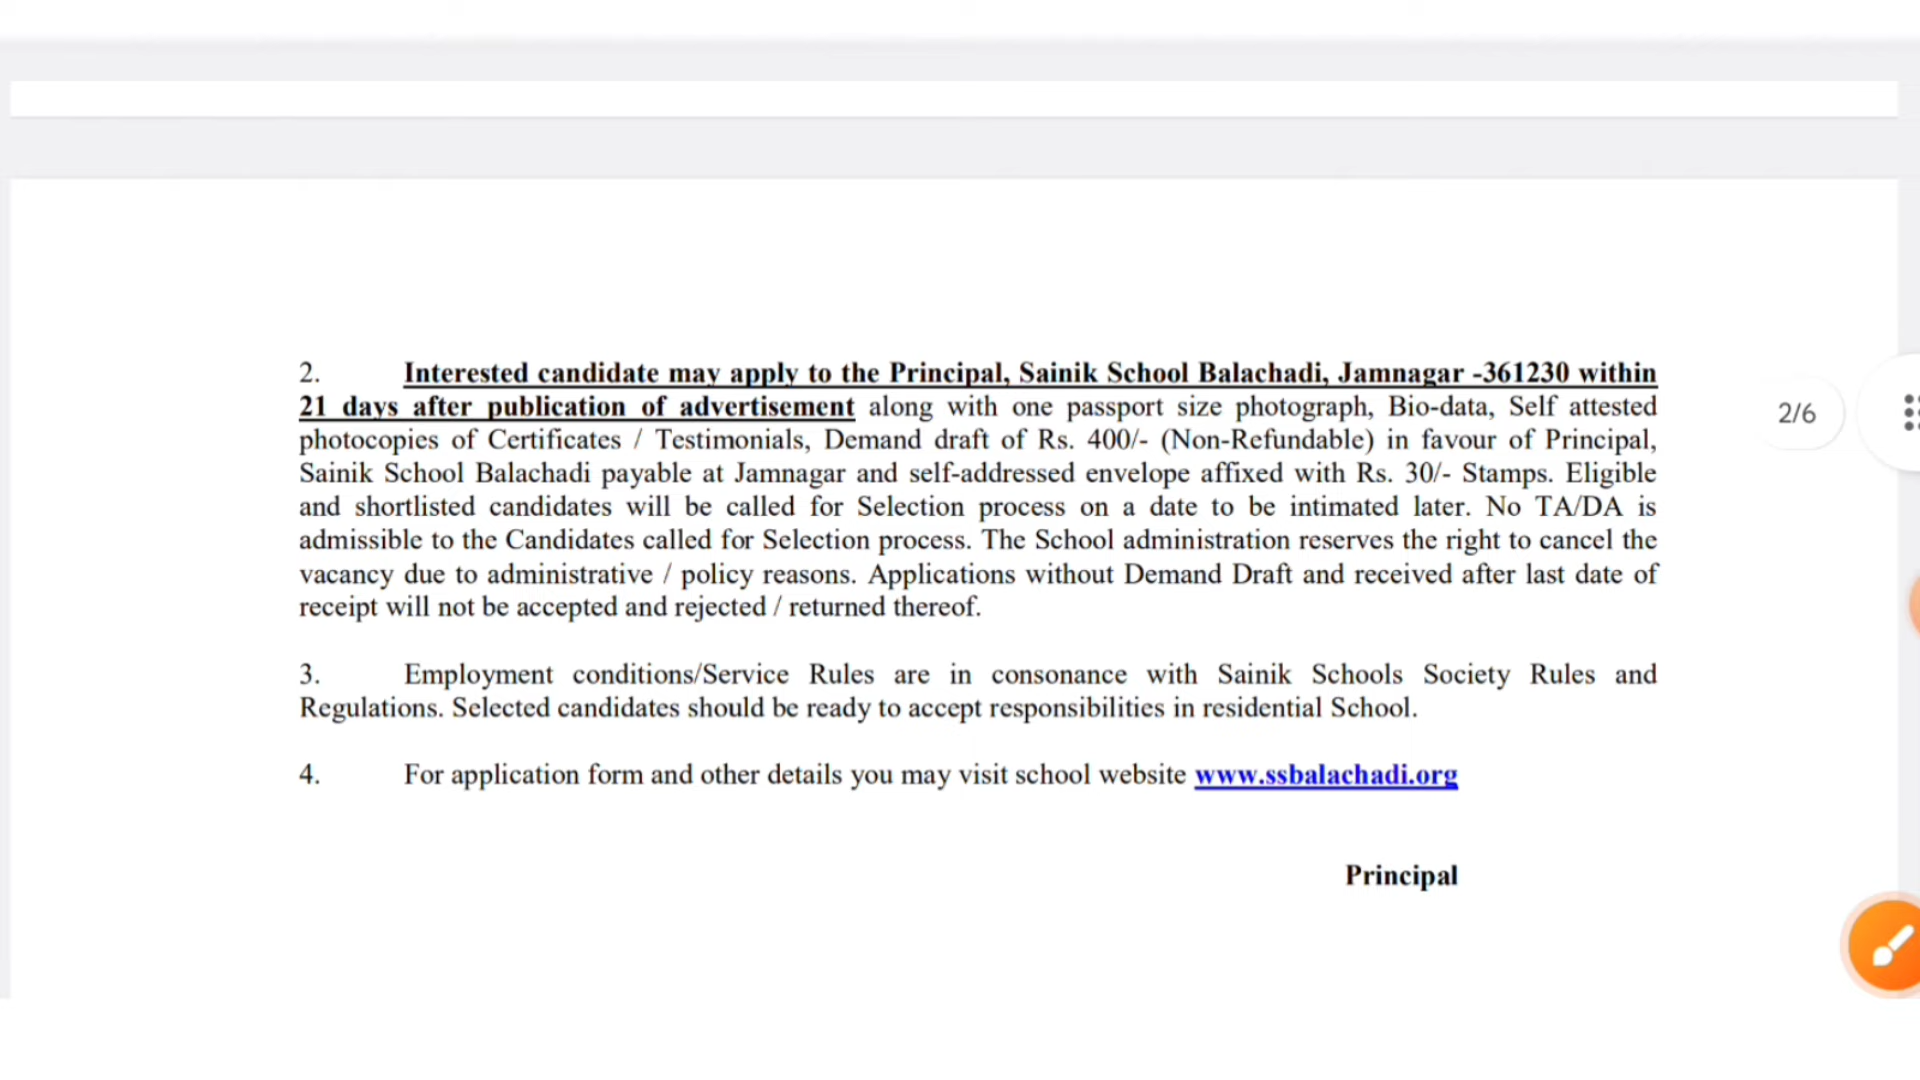 2. Interested candidate may apply to the Principal, Sainik School Balachadi, Jamnagar -361230 within
21 days after publication of advertisement along with one passport size photograph, Bio-data, Self attested
photocopies of Certificates / Testimonials, Demand draft of Rs. 400/- (Non-Refundable) in favour of Principal,
Sainik School Balachadi payable at Jamnagar and self-addressed envelope affixed with Rs. 30/- Stamps. Eligible
and shortlisted candidates will be called for Selection process on a date to be intimated later. No TA/DA is
admissible to the Candidates called for Selection process. The School administration reserves the right to cancel the
vacancy due to administrative / policy reasons. Applications without Demand Draft and received after last date of
receipt will not be accepted and rejected / returned thereof.
3. Employment conditions/Service Rules are in consonance with Sainik Schools Society Rules and
Regulations. Selected candidates should be ready to accept responsibilities in residential School.
4. For application form and other details you may visit school website www.ssbalachadi.org
Principal
2/6